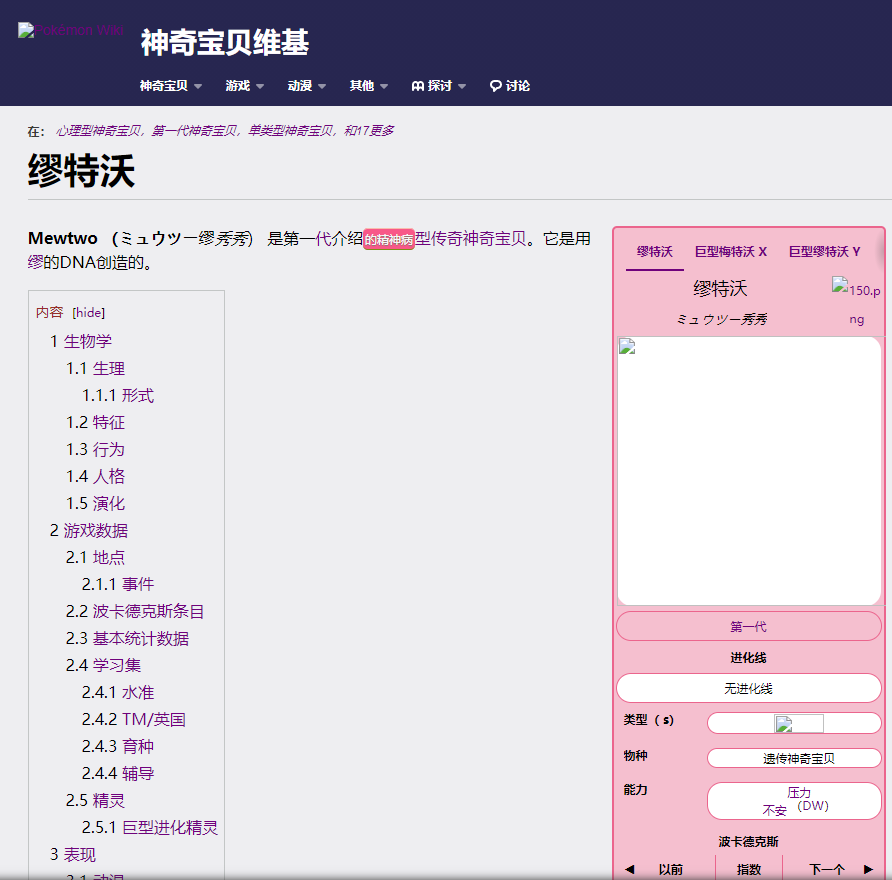 Pokémon Wiki
神奇宝贝维基
神奇宝贝 游戏 动漫 其他 探讨 讨论
在： 心理型神奇宝贝，第一代神奇宝贝，单类型神奇宝贝，和17更多
缪特沃
Mewtwo （ミュウツー缪秀秀） 是第一代介绍的精神病型传奇神奇宝贝。它是用
缪的DNA创造的。
内容 [hide]
1 生物学
1.1 生理
1.1.1 形式
1.2 特征
1.3 行为
1.4 人格
1.5 演化
2 游戏数据
2.1 地点
2.1.1 事件
2.2 波卡德克斯条目
2.3 基本统计数据
2.4 学习集
2.4.1 水准
2.4.2 TM/英国
2.4.3 育种
2.4.4 辅导
2.5 精灵
2.5.1 巨型进化精灵
3 表现
3.1 动漫
缪特沃 巨型梅特沃 X 巨型缪特沃 Y
缪特沃
150.p
ng
ミュウツー秀秀
第一代
进化线
无进化线
类型（ s）
物种 遗传神奇宝贝
能力 压力
不安 （DW）
波卡德克斯
◀ 以前 指数 下一个 ▶